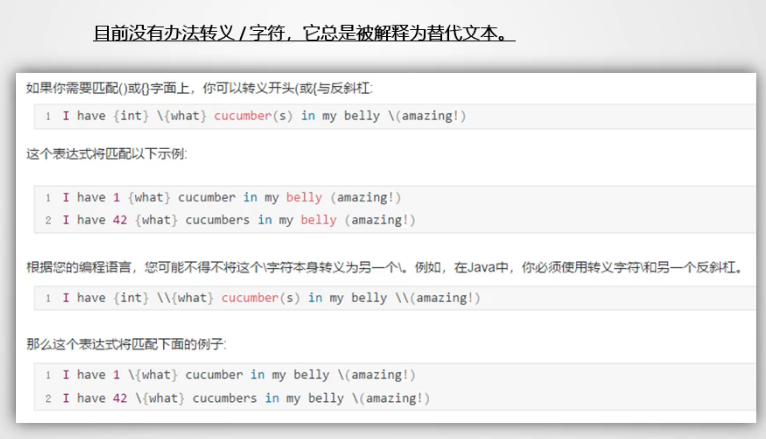 目前没有办法转义 / 字符，它总是被解释为替代文本。
如果你需要匹配()或{}字面上，你可以转义开头(或{与反斜杠:
1 I have {int} \{what} cucumber(s) in my belly \(amazing!)
这个表达式将匹配以下示例:
1 I have 1 {what} cucumber in my belly (amazing!)
2 I have 42 {what} cucumbers in my belly (amazing!)
根据您的编程语言，您可能不得不将这个\字符本身转义为另一个\。例如，在Java中，你必须使用转义字符\和另一个反斜杠。
1 I have {int} \\{what} cucumber(s) in my belly \\(amazing!)
那么这个表达式将匹配下面的例子:
1 I have 1 \{what} cucumber in my belly \(amazing!)
2 I have 42 \{what} cucumbers in my belly \(amazing!)